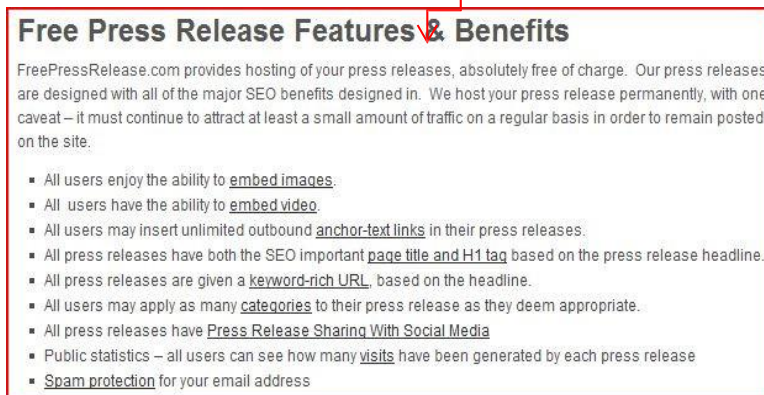 Free Press Release Features & Benefits
FreePressRelease.com provides hosting of your press releases, absolutely free of charge. Our press releases
are designed with all of the major SEO benefits designed in. We host your press release permanently, with one
caveat – it must continue to attract at least a small amount of traffic on a regular basis in order to remain posted
on the site.
▪ All users enjoy the ability to embed images.
▪ All users have the ability to embed video.
▪ All users may insert unlimited outbound anchor-text links in their press releases.
▪ All press releases have both the SEO important page title and H1 tag based on the press release headline.
▪ All press releases are given a keyword-rich URL, based on the headline.
▪ All users may apply as many categories to their press release as they deem appropriate.
▪ All press releases have Press Release Sharing With Social Media
▪ Public statistics – all users can see how many visits have been generated by each press release
▪ Spam protection for your email address